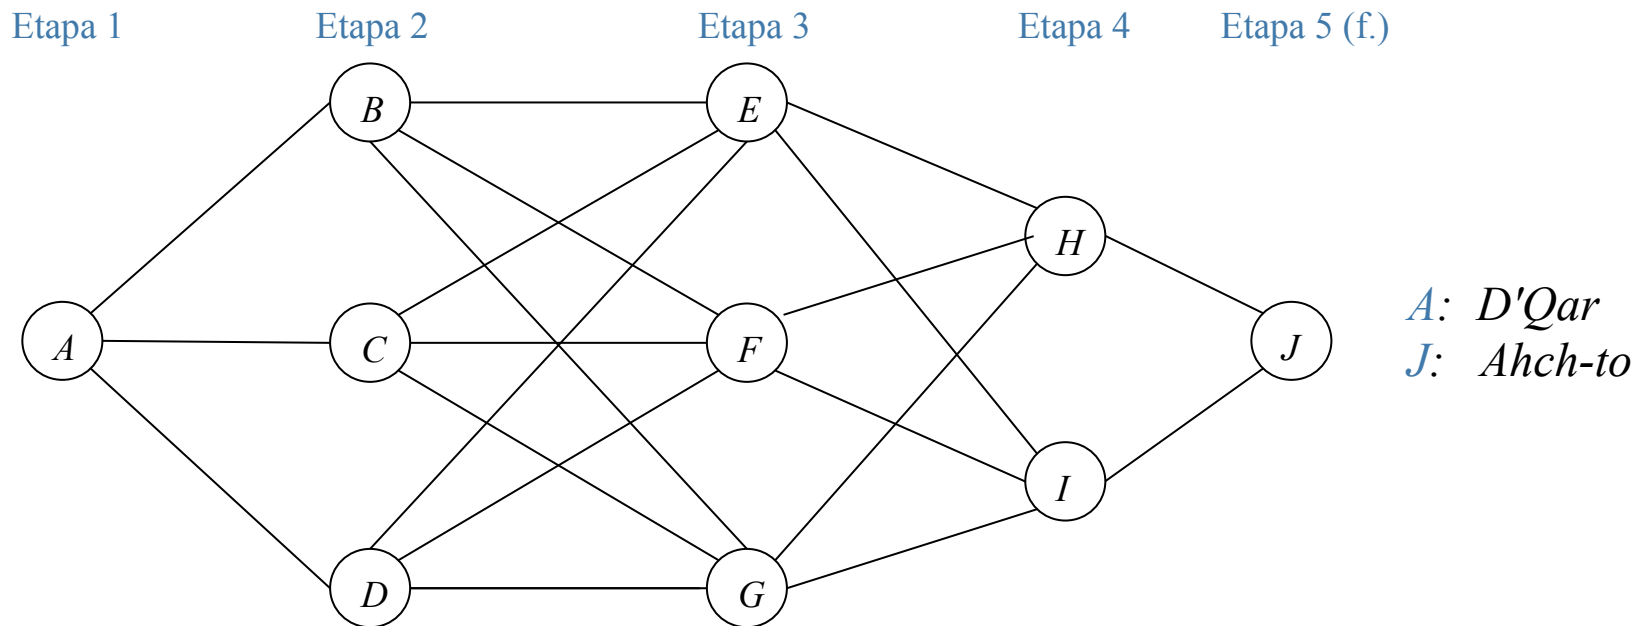 Etapa 1 Etapa 2 Etapa 3 Etapa 4 Etapa 5 (f.)
B E
H
A C F J
I
D G
A: D'Qar
J: Ahch-to